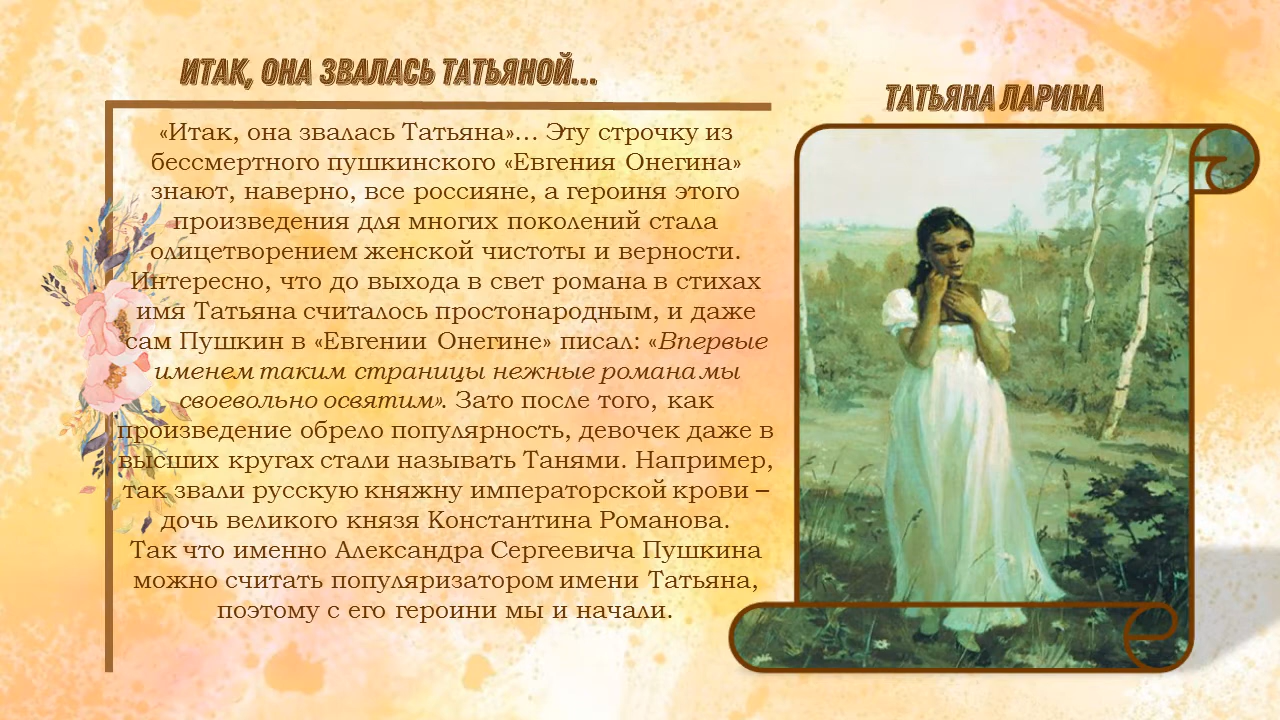 ИТАК, ОНА ЗВАЛАСЬ ТАТЬЯНОЙ...
ТАТЬЯНА ЛАРИНА
«Итак, она звалась Татьяна»… Эту строчку из
бессмертного пушкинского «Евгения Онегина»
знают, наверно, все россияне, а героиня этого
произведения для многих поколений стала
олицетворением женской чистоты и верности.
Интересно, что до выхода в свет романа в стихах
имя Татьяна считалось простонародным, и даже
сам Пушкин в «Евгении Онегине» писал: «Впервые
именем таким страницы нежные романа мы
своевольно освятим». Зато после того, как
произведение обрело популярность, девочек даже в
высших кругах стали называть Танями. Например,
так звали русскую княжну императорской крови –
дочь великого князя Константина Романова.
Так что именно Александра Сергеевича Пушкина
можно считать популяризатором имени Татьяна,
поэтому с его героини мы и начали.